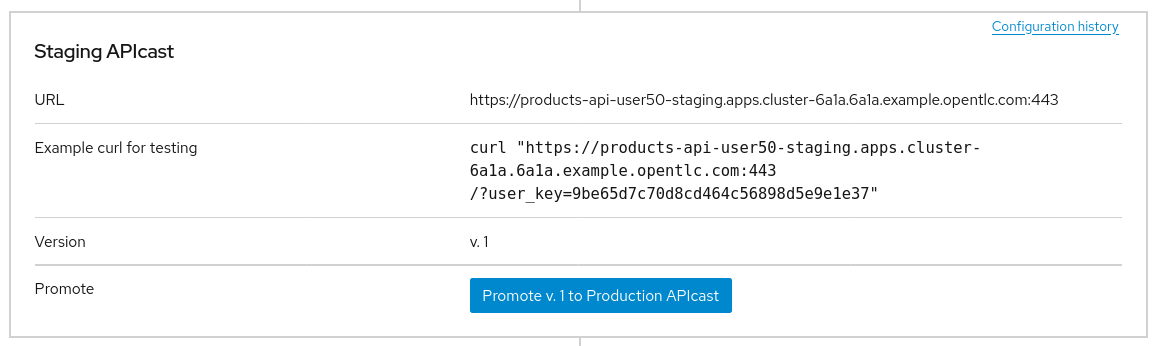 Configuration history
Staging APIcast
URL
https://products-api-user50-staging.apps.cluster-6a1a.6a1a.example.opentlc.com:443
Example curl for testing
curl "https://products-api-user50-staging.apps.cluster-
6a1a.6a1a.example.opentlc.com:443
/?user_key=9be65d7c70d8cd464c56898d5e9e1e37"
Version
v. 1
Promote
Promote v. 1 to Production APIcast